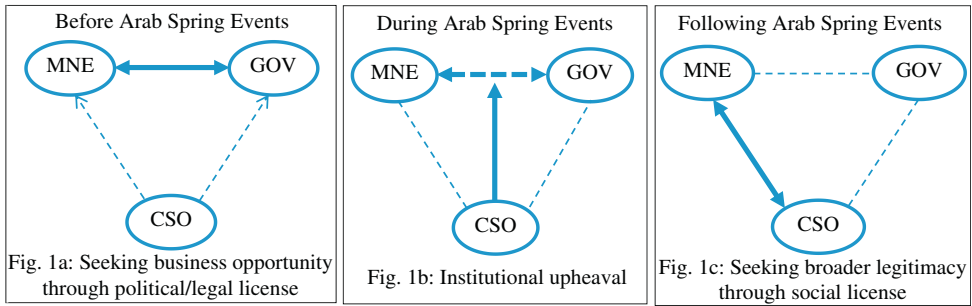 Before Arab Spring Events
MNE
GOV
CSO
Fig. 1a: Seeking business opportunity
through political/legal license
During Arab Spring Events
MNE
GOV
CSO
Fig. 1b: Institutional upheaval
Following Arab Spring Events
MNE
GOV
CSO
Fig. 1c: Seeking broader legitimacy
through social license